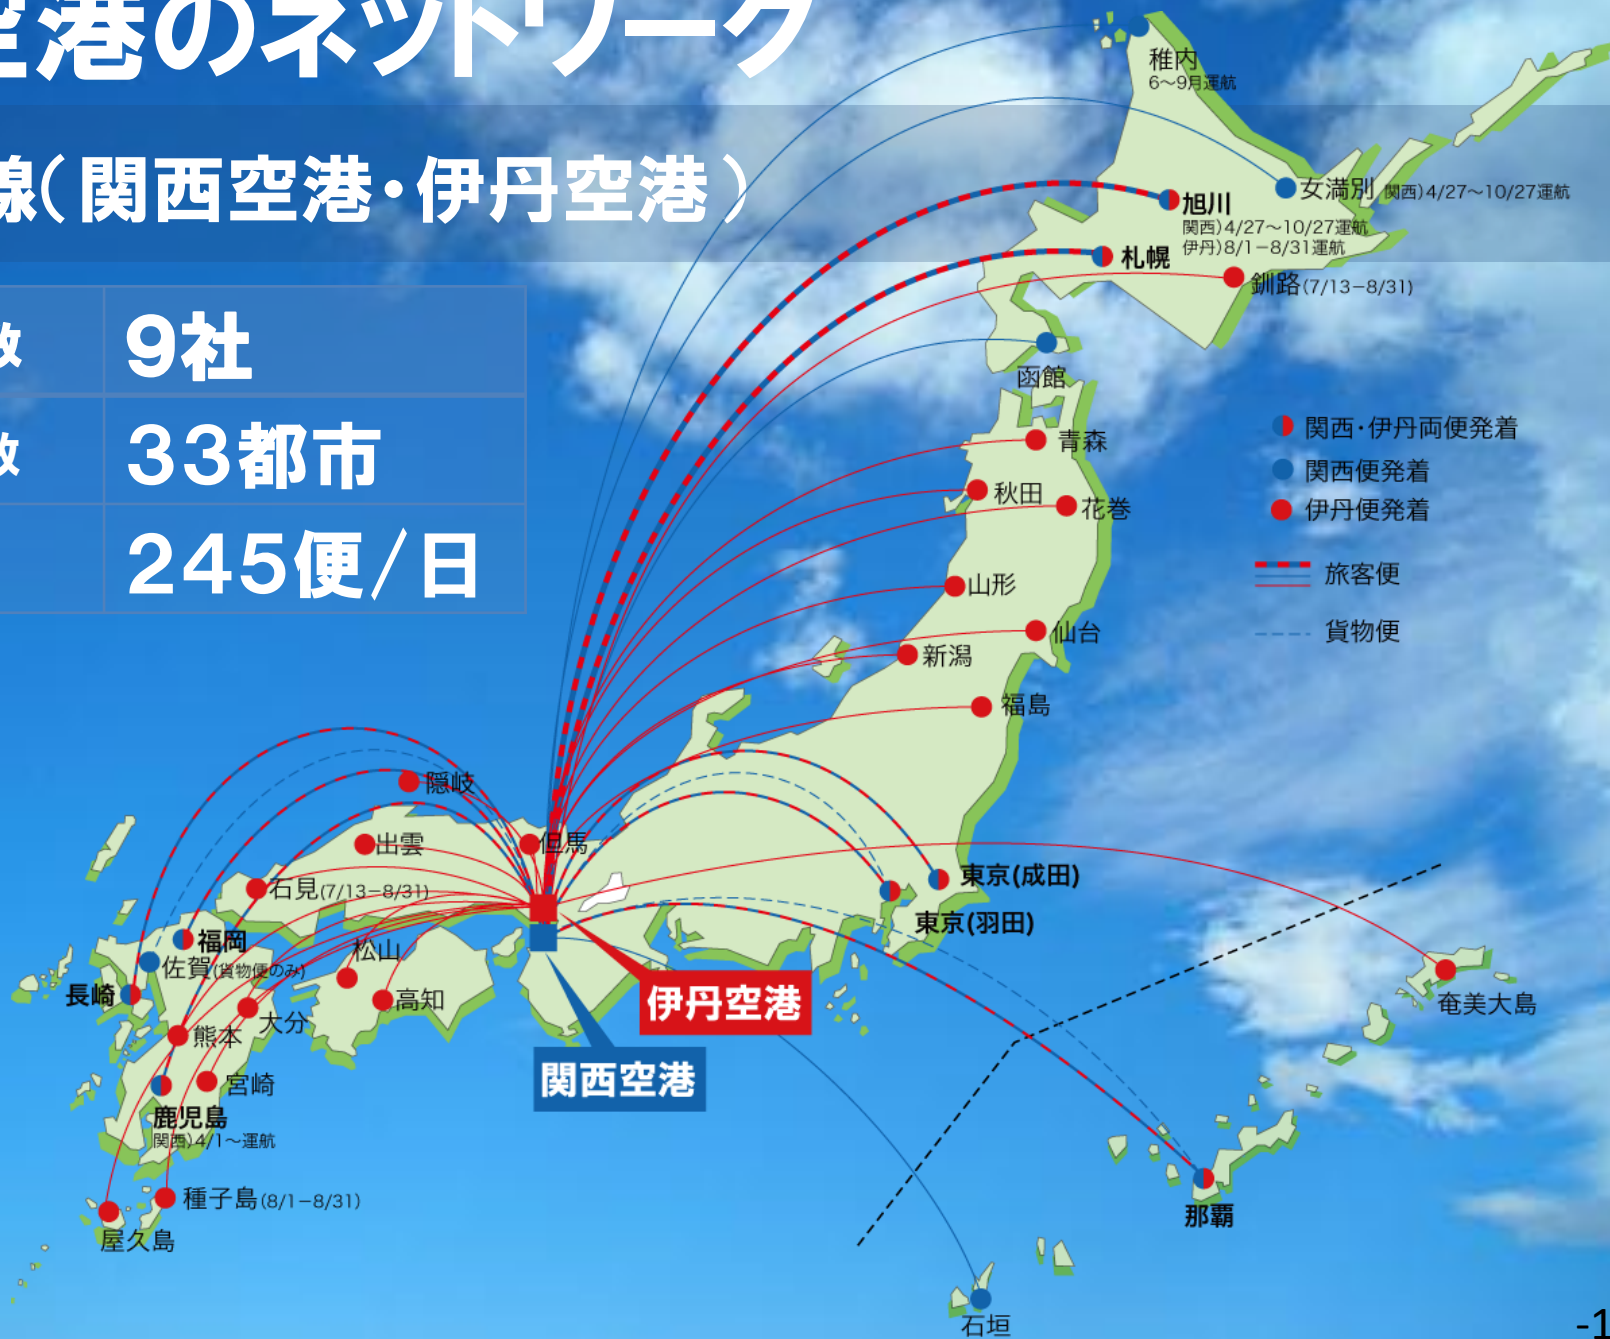 空港のネットワーク
線（関西空港・伊丹空港）
数 9社
数 33都市
245便/日
稚内
6～9月運航
女満別 関西）4/27～10/27運航
旭川
関西）4/27～10/27運航
伊丹）8/1－8/31運航
札幌
釧路(7/13－8/31)
函館
青森
秋田
花巻
山形
仙台
新潟
福島
関西・伊丹両便発着
関西便発着
伊丹便発着
旅客便
貨物便
隠岐
出雲
但馬
石見(7/13－8/31)
東京(成田)
東京(羽田)
福岡
佐賀(貨物便のみ)
長崎
松山
高知
大分
熊本
宮崎
鹿児島
関西）4/1～運航
種子島(8/1－8/31)
屋久島
伊丹空港
関西空港
奄美大島
那覇
石垣
-1